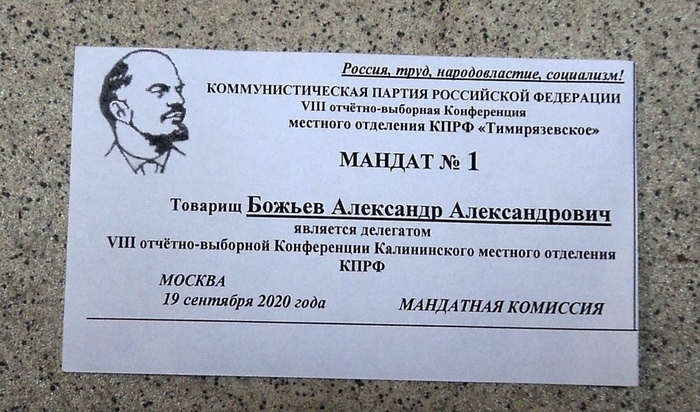 Россия, труд, народовластие, социализм!
КОММУНИСТИЧЕСКАЯ ПАРТИЯ РОССИЙСКОЙ ФЕДЕРАЦИИ
VIII отчётно-выборная Конференция
местного отделения КПРФ «Тимирязевское»
МАНДАТ № 1
Товарищ Божьев Александр Александрович
является делегатом
VIII отчётно-выборной Конференции Калининского местного отделения
КПРФ
МОСКВА
19 сентября 2020 года МАНДАТНАЯ КОМИССИЯ